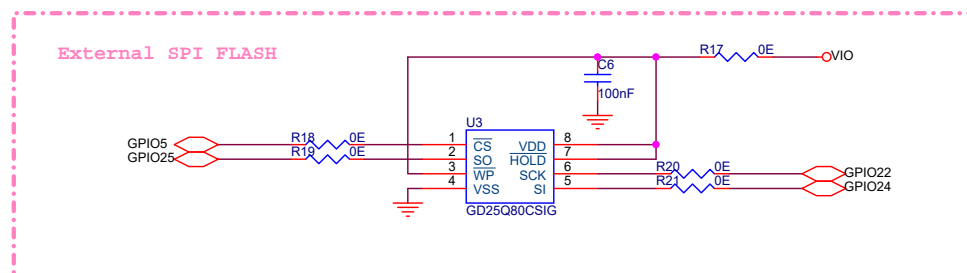 External SPI FLASH
R17 0E
VIO
C6
100nF
U3
GPIO5
R18 0E
1 CS VDD 8
GPIO25
R19 0E
2 SO HOLD 7
3 WP SCK 6
R20 0E
GPIO22
4 VSS SI 5
R21 0E
GPIO24
GD25Q80CSIG